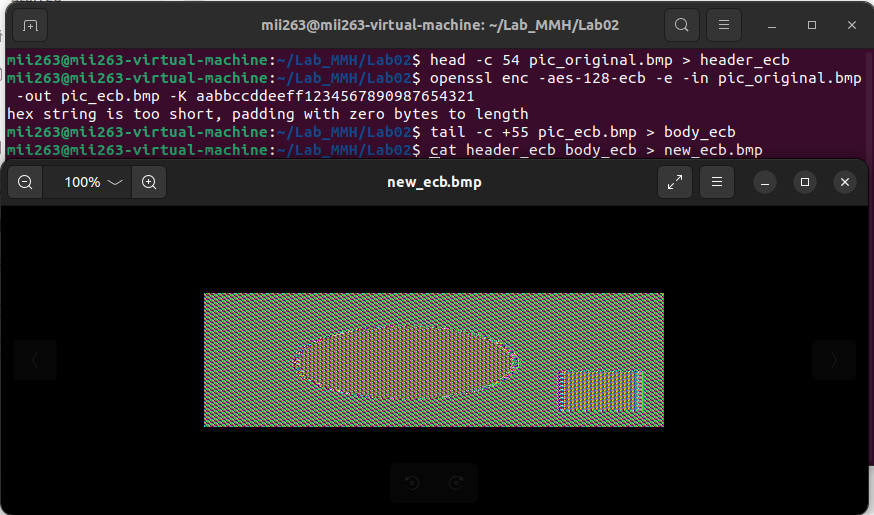 mii263@mii263-virtual-machine: ~/Lab_MMH/Lab02
mii263@mii263-virtual-machine:~/Lab_MMH/Lab02$ head -c 54 pic_original.bmp > header_ecb
mii263@mii263-virtual-machine:~/Lab_MMH/Lab02$ openssl enc -aes-128-ecb -e -in pic_original.bmp
-out pic_ecb.bmp -K aabbccddeeff1234567890987654321
hex string is too short, padding with zero bytes to length
mii263@mii263-virtual-machine:~/Lab_MMH/Lab02$ tail -c +55 pic_ecb.bmp > body_ecb
mii263@mii263-virtual-machine:~/Lab_MMH/Lab02$ cat header_ecb body_ecb > new_ecb.bmp
100%
new_ecb.bmp